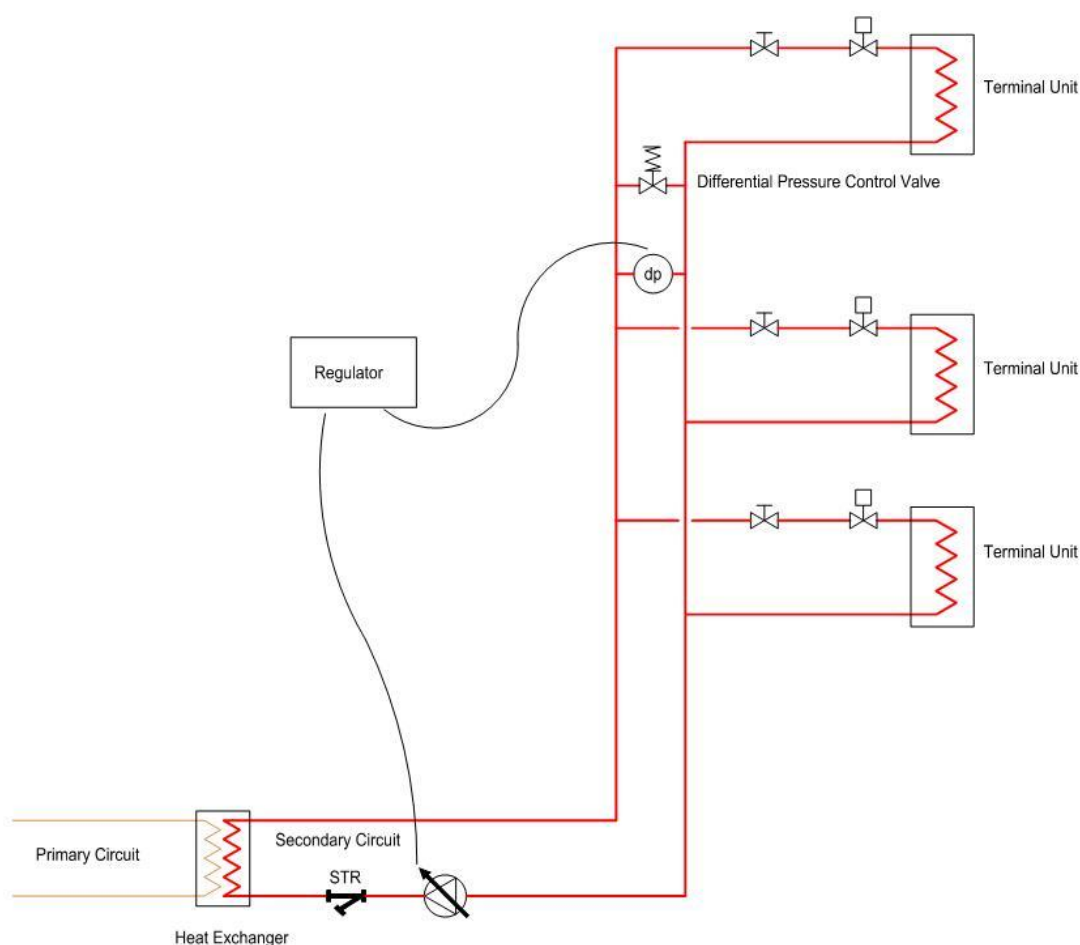 Terminal Unit
Differential Pressure Control Valve
dp
Regulator
Terminal Unit
Terminal Unit
Secondary Circuit
Primary Circuit
STR
Heat Exchanger